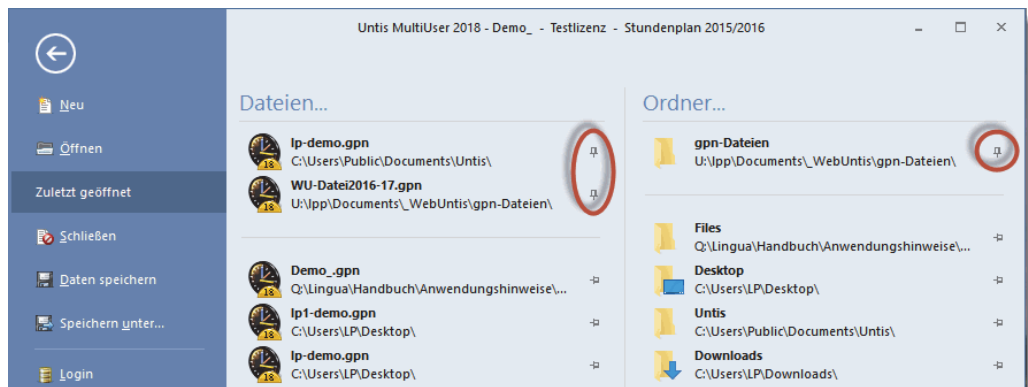 Untis MultiUser 2018 - Demo_ - Testlizenz - Stundenplan 2015/2016
Neu
Öffnen
Zuletzt geöffnet
Schließen
Daten speichern
Speichern unter...
Login
Dateien...
lp-demo.gpn
C:\Users\Public\Documents\Untis\
WU-Datei2016-17.gpn
U:\lpp\Documents\_WebUntis\gpn-Dateien\
Demo_.gpn
Q:\Lingua\Handbuch\Anwendungshinweise\...
lp1-demo.gpn
C:\Users\LP\Desktop\
lp-demo.gpn
C:\Users\LP\Desktop\
Ordner...
gpn-Dateien
U:\lpp\Documents\_WebUntis\gpn-Dateien\
Files
Q:\Lingua\Handbuch\Anwendungshinweise\...
Desktop
C:\Users\LP\Desktop\
Untis
C:\Users\Public\Documents\Untis\
Downloads
C:\Users\LP\Downloads\